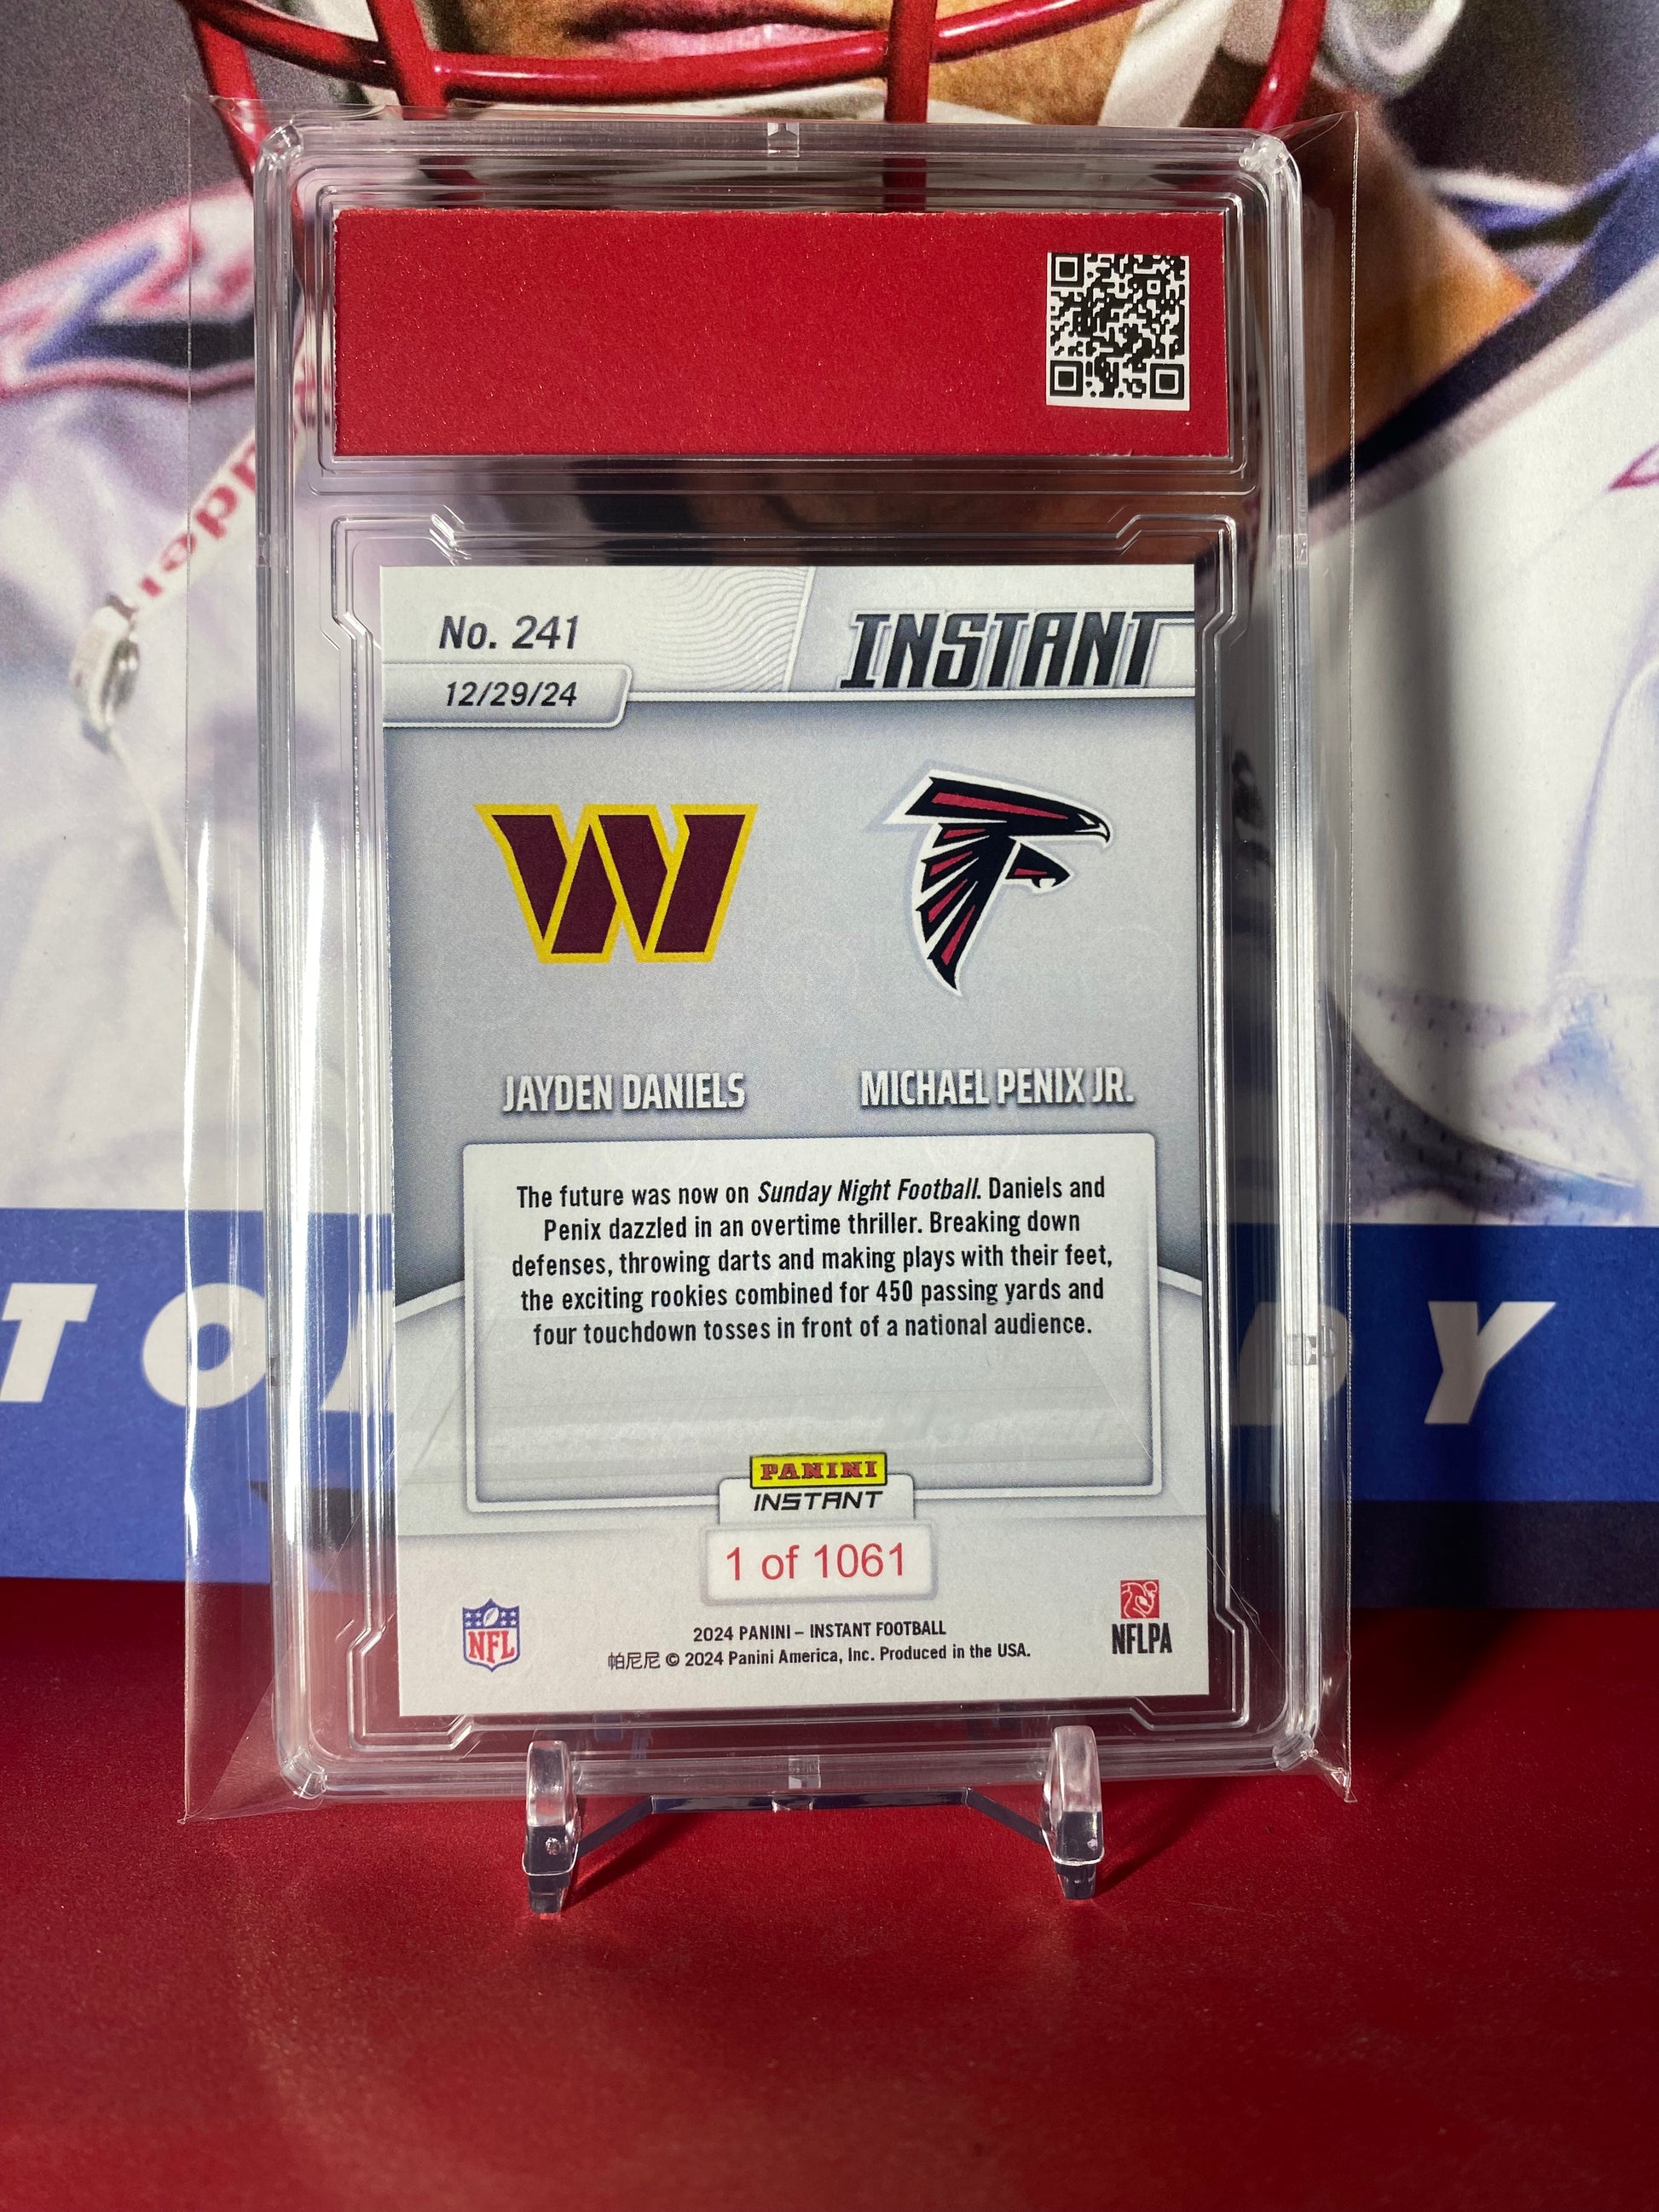 No. 241
INSTANT
12/29/24
JAYDEN DANIELS
MICHAEL PENIX JR.
The future was now on Sunday Night Football. Daniels and
Penix dazzled in an overtime thriller. Breaking down
defenses, throwing darts and making plays with their feet,
the exciting rookies combined for 450 passing yards and
four touchdown tosses in front of a national audience.
PANINI
INSTANT
1 of 1061
NFL
2024 PANINI – INSTANT FOOTBALL
帕尼尼 © 2024 Panini America, Inc. Produced in the USA.
NFLPA